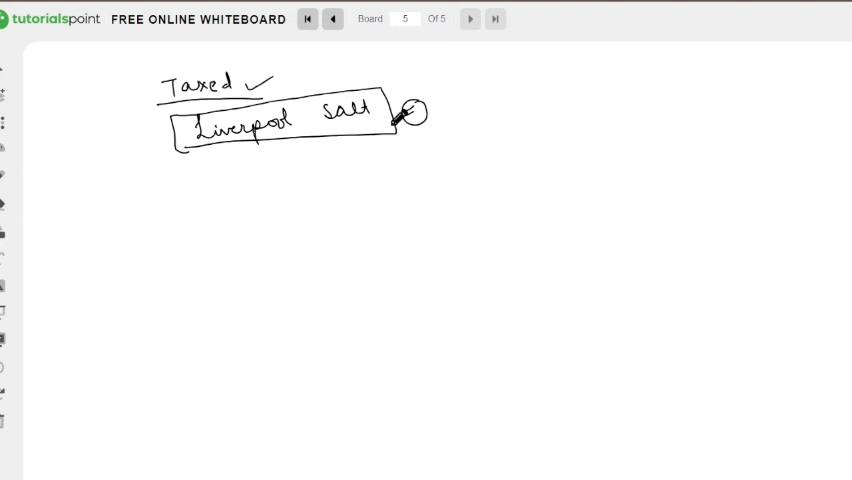 tutorialspoint FREE ONLINE WHITEBOARD Board 5 Of 5
Taxed
Liverpool Salt